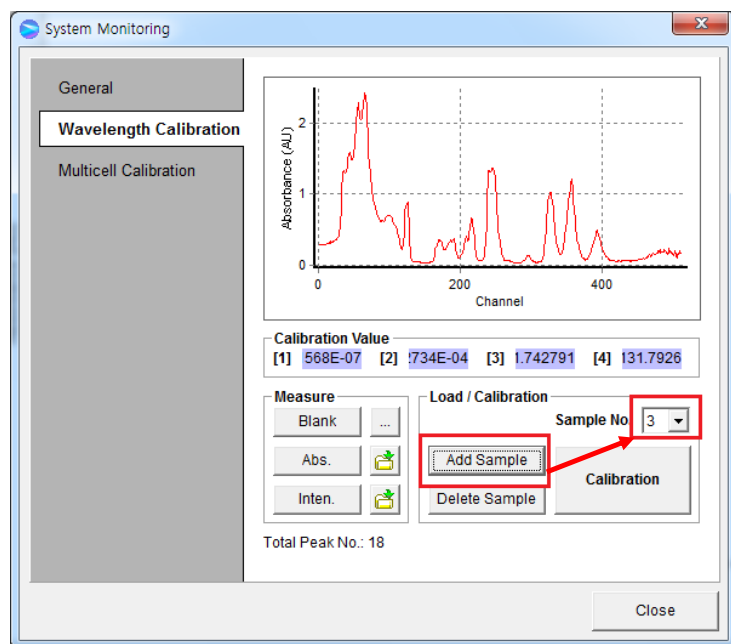 System Monitoring
General
Wavelength Calibration
Multicell Calibration
Absorbance (AU)
2
1
0
0 200 400
Channel
Calibration Value
[1] 568E-07 [2] 734E-04 [3] 1.742791 [4] 131.7926
Measure
Blank ...
Abs.
Inten.
Load / Calibration
Sample No. 3
Add Sample
Delete Sample
Calibration
Total Peak No.: 18
Close